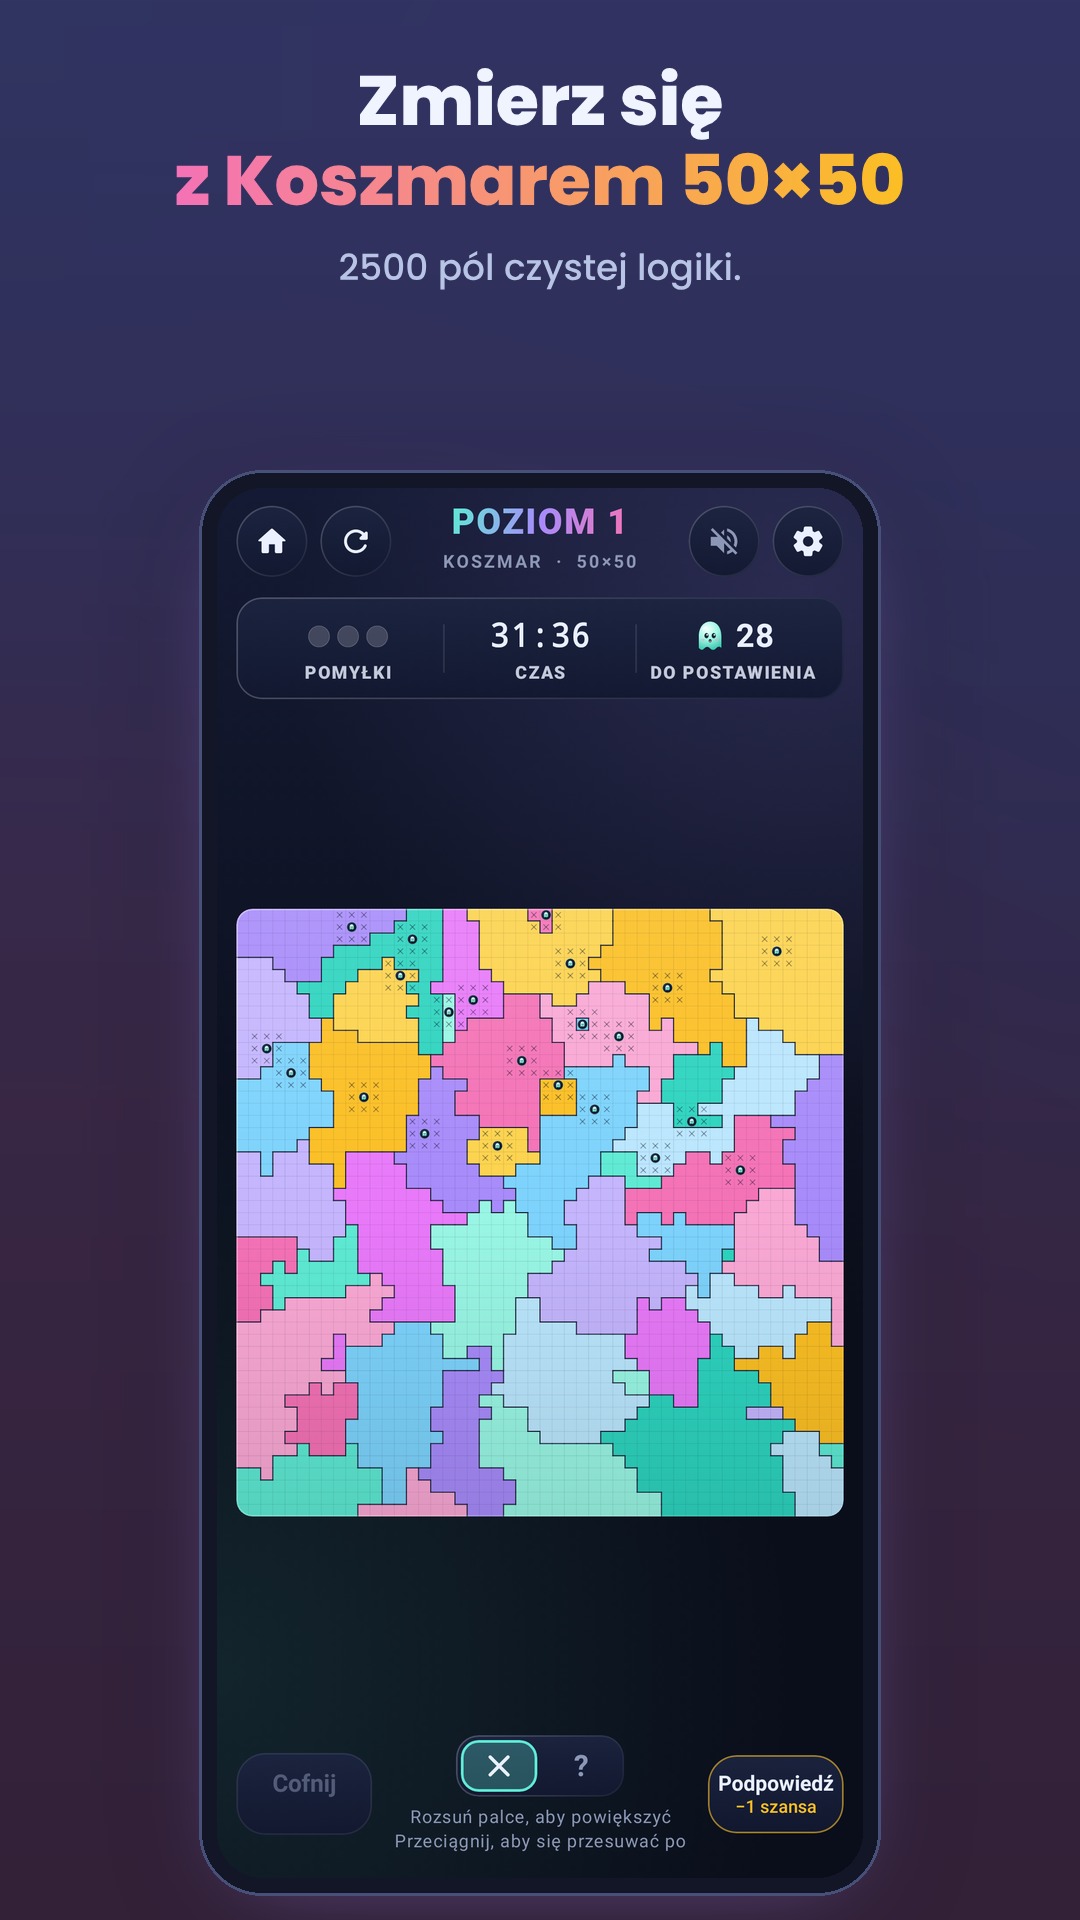 Zmierz się
z Koszmarem 50×50
2500 pól czystej logiki.
POZIOM 1
KOSZMAR · 50×50
31:36
28
POMYŁKI
CZAS
DO POSTAWIENIA
Cofnij
?
Podpowiedź
−1 szansa
Rozsuń palce, aby powiększyć
Przeciągnij, aby się przesuwać po